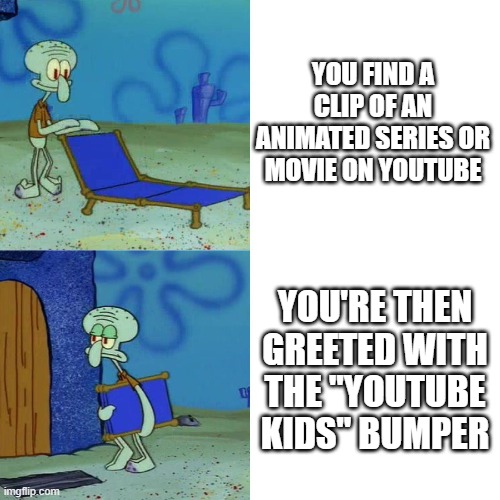 YOU FIND A
CLIP OF AN
ANIMATED SERIES OR
MOVIE ON YOUTUBE
YOU'RE THEN
GREETED WITH
THE "YOUTUBE
KIDS" BUMPER
imgflip.com